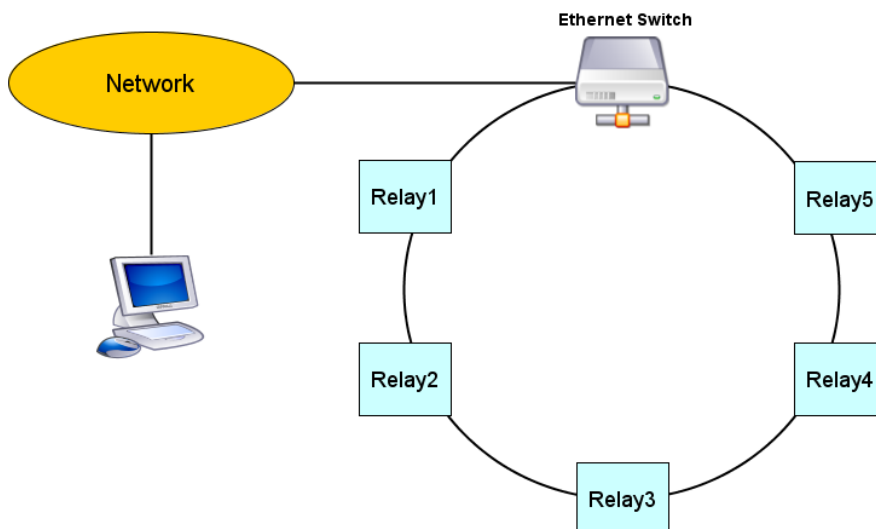 Ethernet Switch
Network
Relay1
Relay5
Relay2
Relay4
Relay3